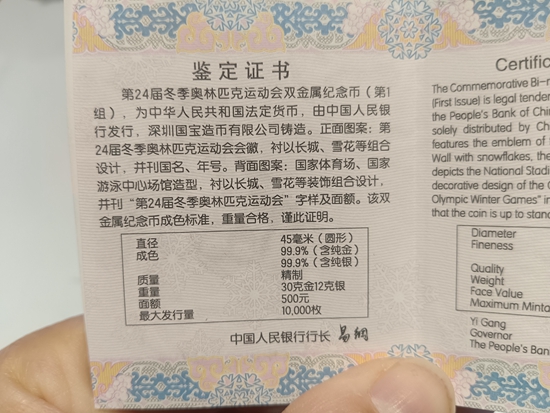 鉴定证书
第24届冬季奥林匹克运动会双金属纪念币（第1
组），为中华人民共和国法定货币，由中国人民银
行发行，深圳国宝造币有限公司铸造。正面图案：第
24届冬季奥林匹克运动会会徽，衬以长城、雪花等组合
设计，并刊国名、年号。背面图案：国家体育场、国家
游泳中心场馆造型，衬以长城、雪花等装饰组合设计，
并刊“第24届冬季奥林匹克运动会”字样及面额。该双
金属纪念币成色标准，重量合格，谨此证明。
直径 45毫米（圆形）
成色 99.9%（含纯金）
99.9%（含纯银）
质量 精制
重量 30克金12克银
面额 500元
最大发行量 10,000枚
中国人民银行行长 易纲
Certific
The Commemorative Bi-
(First Issue) is legal tender
the People's Bank of Chin
solely distributed by Ch
features the emblem of
Wall with snowflakes, the
depicts the National Stadi
decorative design of the G
Olympic Winter Games" in
that the coin is up to stand
Diameter
Fineness
Quality
Weight
Face Value
Maximum Minta
Yi Gang
Governor
The People's Bank